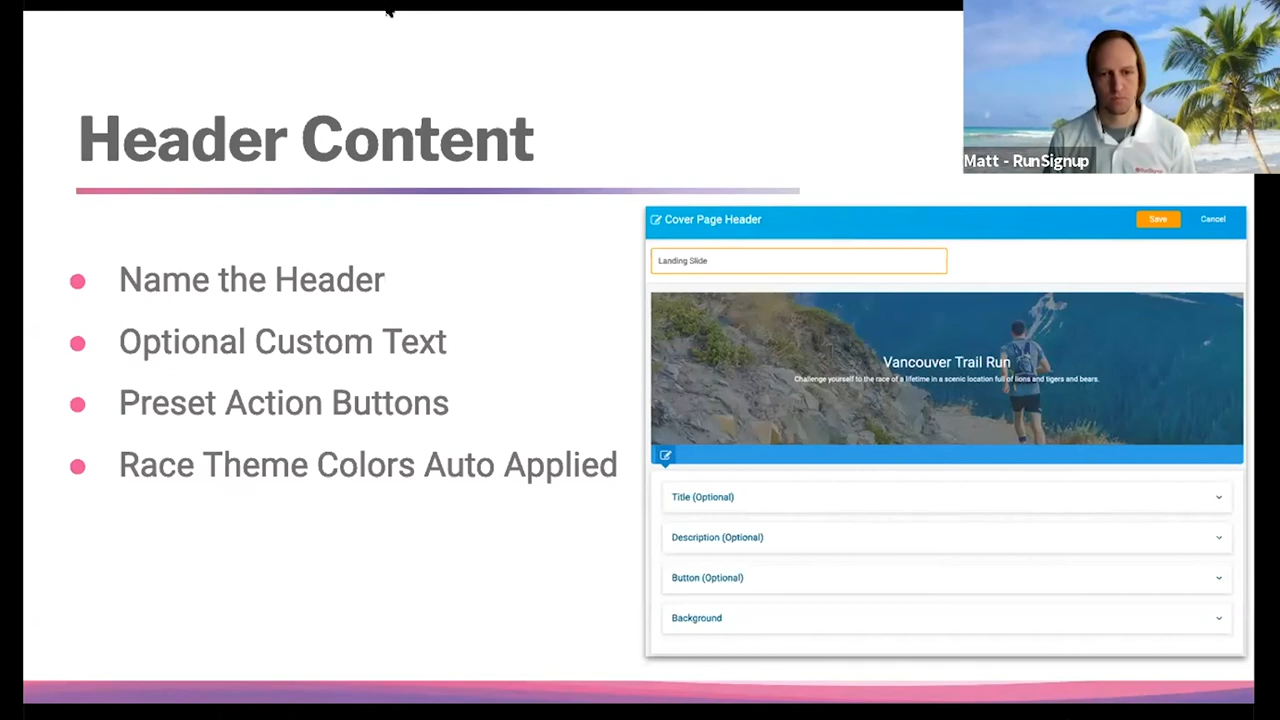 Header Content
Matt - RunSignup
Name the Header
Optional Custom Text
Preset Action Buttons
Race Theme Colors Auto Applied
Cover Page Header
Save
Cancel
Landing Slide
Vancouver Trail Run
Challenge yourself to the race of a lifetime in a scenic location full of lions and tigers and bears.
Title (Optional)
Description (Optional)
Button (Optional)
Background